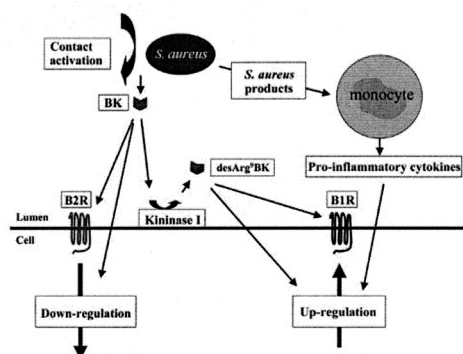 Contact
activation
S. aureus
S. aureus
products
monocyte
BK
desArg⁹BK
Pro-inflammatory cytokines
B2R
Kininase I
B1R
Lumen
Cell
Down-regulation
Up-regulation